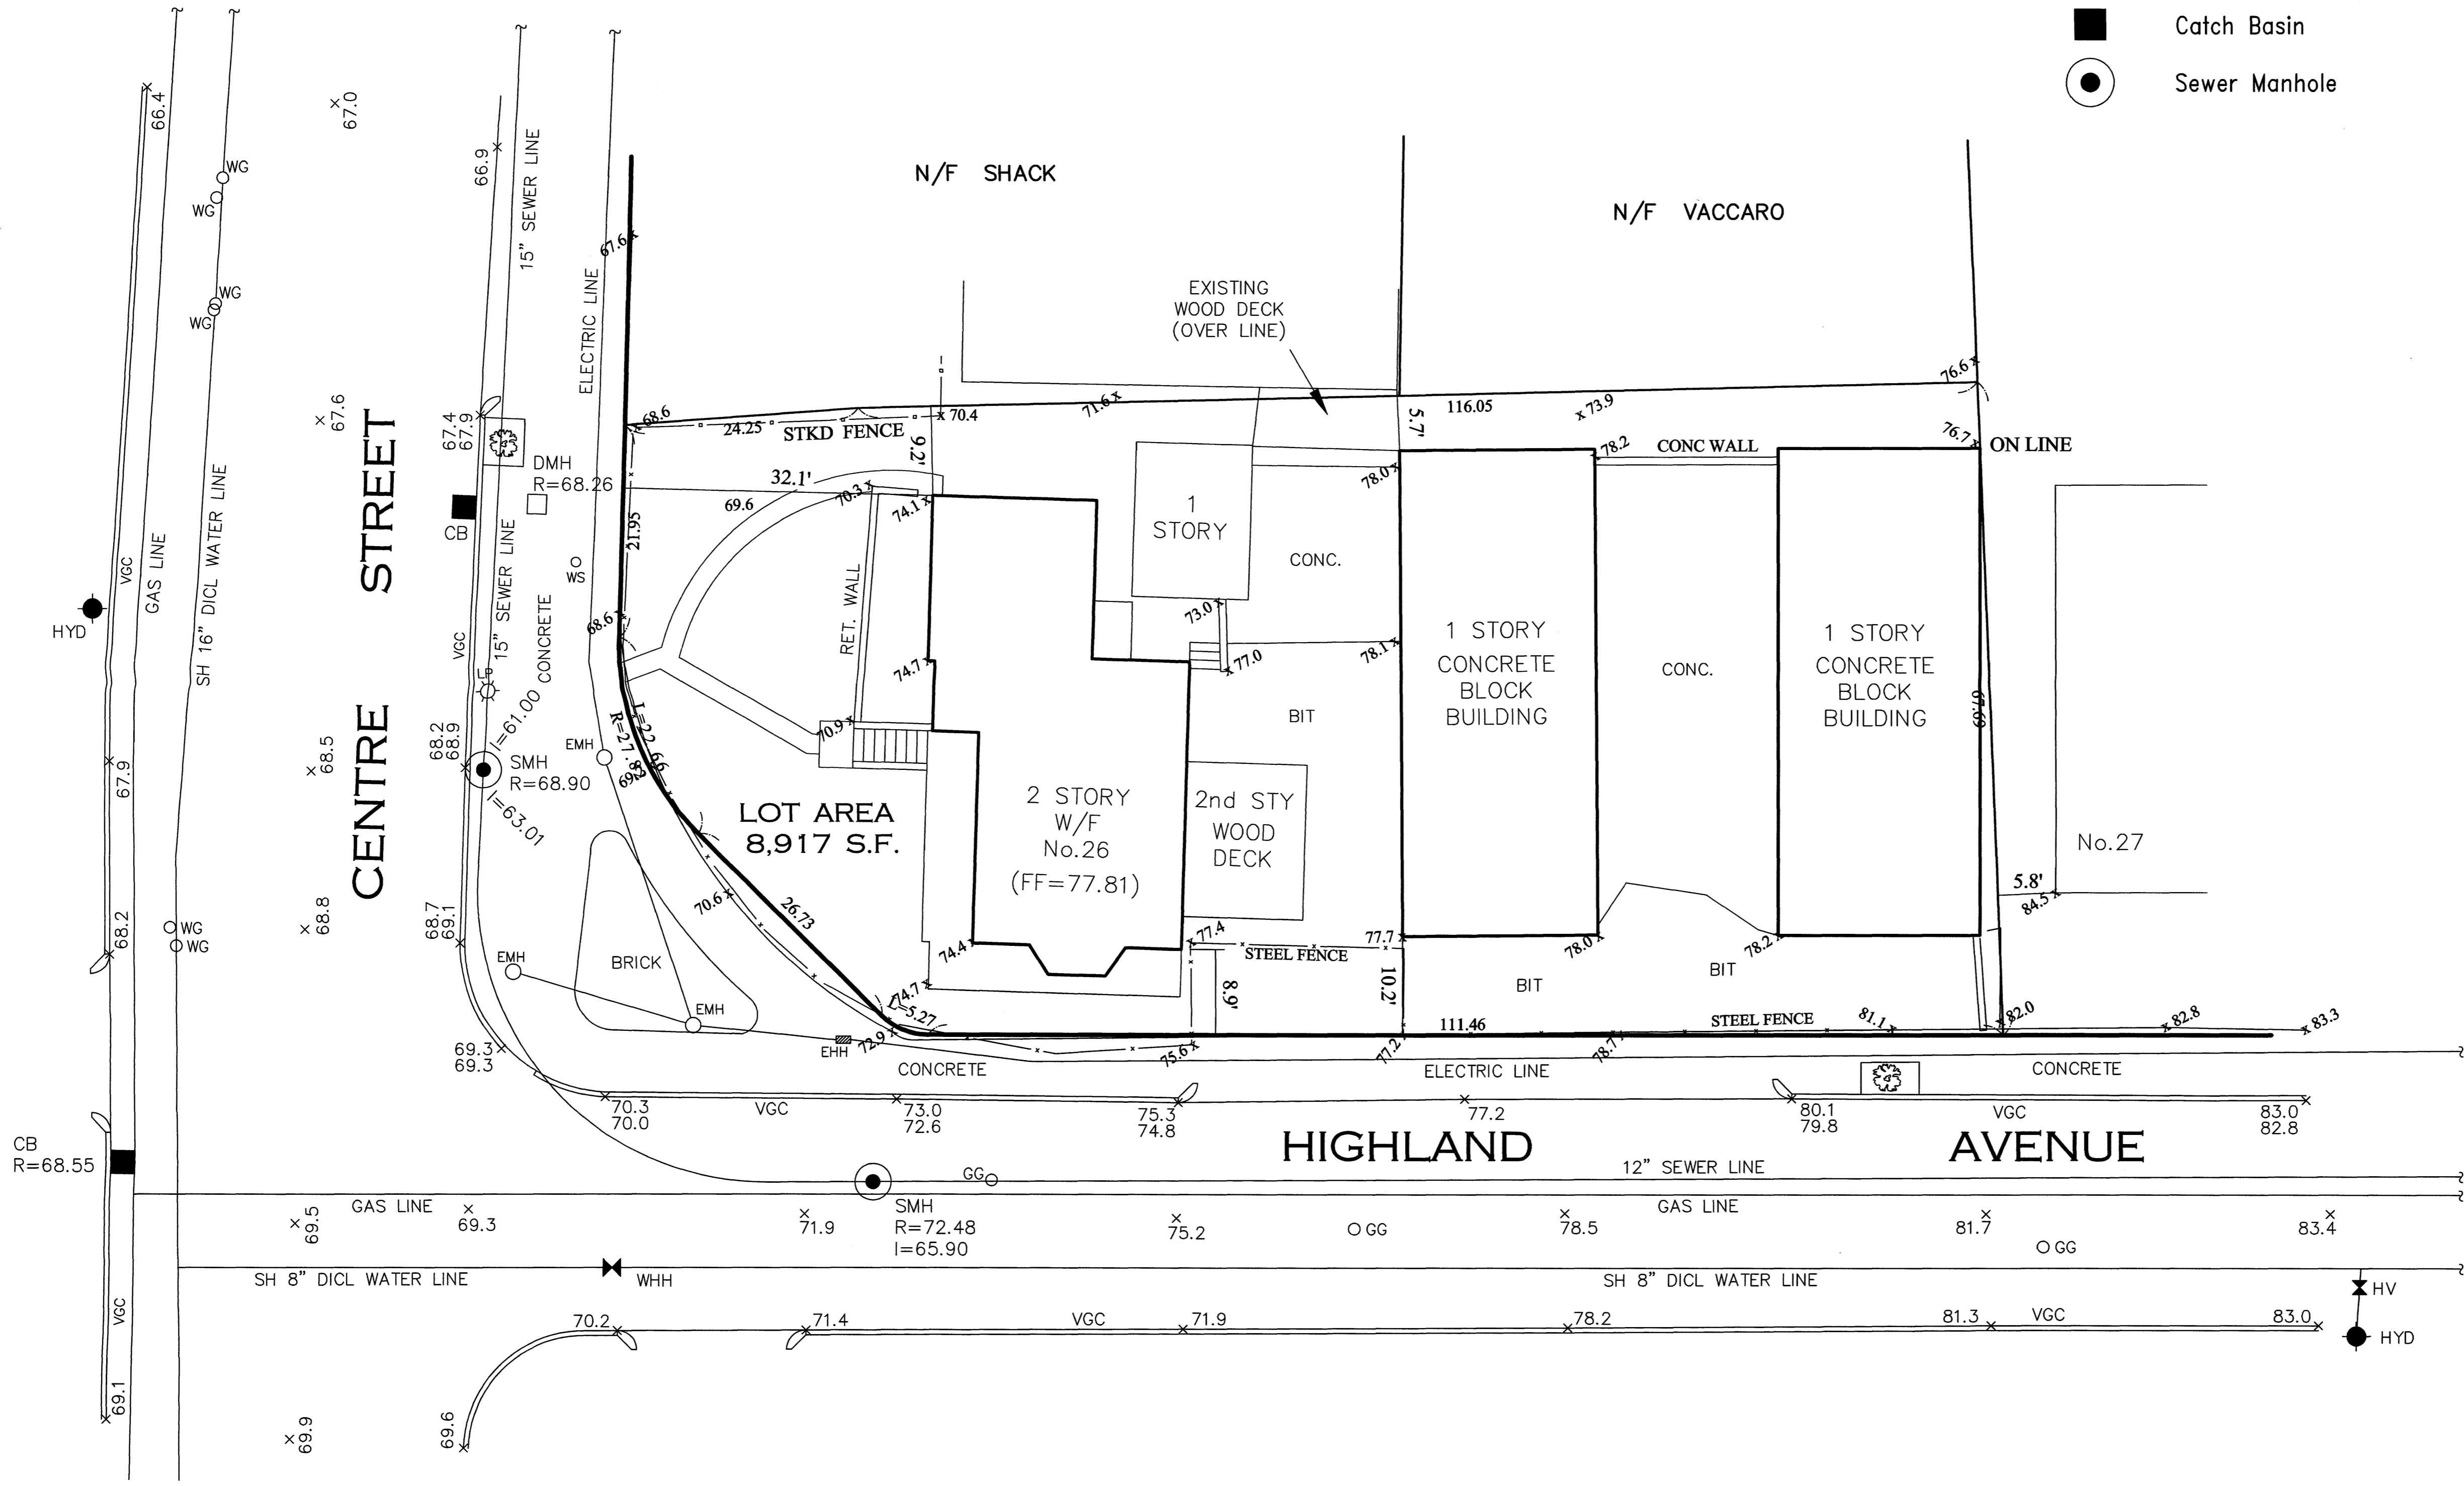 Catch Basin
Sewer Manhole
66.4
67.0
66.9
15" SEWER LINE
WG
WG
WG
WG
67.6
ELECTRIC LINE
N/F SHACK
N/F VACCARO
EXISTING
WOOD DECK
(OVER LINE)
76.6
67.6
67.4
67.9
68.6
24.25
STKD FENCE
70.4
71.6
5.7'
116.05
73.9
76.7
ON LINE
9.2'
78.2
CONC WALL
78.0
DMH
R=68.26
CB
32.1'
69.6
70.3
74.1
21.95
1
STORY
CONC.
STREET
CENTRE
VGC
GAS LINE
SH 16" DICL WATER LINE
HYD
VGC
15" SEWER LINE
CONCRETE
WS
68.6
RET. WALL
73.0
77.0
78.1
74.7
1 STORY
CONCRETE
BLOCK
BUILDING
CONC.
1 STORY
CONCRETE
BLOCK
BUILDING
67.69
LP
I=61.00
68.2
68.9
SMH
R=68.90
I=63.01
EMH
L=22.66
R=27.82
70.9
BIT
67.9
68.5
LOT AREA
8,917 S.F.
2 STORY
W/F
No.26
(FF=77.81)
2nd STY
WOOD
DECK
No.27
5.8'
84.5
68.2
WG
WG
68.8
68.7
69.1
70.6
26.73
EMH
BRICK
EMH
74.4
77.4
STEEL FENCE
77.7
78.0
78.2
BIT
BIT
74.7
L=5.27
8.9'
10.2'
111.46
STEEL FENCE
81.1
82.0
82.8
83.3
EHH
72.9
75.6
77.2
78.7
69.3
69.3
CONCRETE
ELECTRIC LINE
CONCRETE
70.3
70.0
VGC
73.0
72.6
75.3
74.8
77.2
80.1
79.8
VGC
83.0
82.8
CB
R=68.55
HIGHLAND AVENUE
12" SEWER LINE
GG
GAS LINE
69.5
69.3
71.9
SMH
R=72.48
I=65.90
75.2
GG
78.5
GAS LINE
81.7
GG
83.4
SH 8" DICL WATER LINE
WHH
SH 8" DICL WATER LINE
HV
VGC
70.2
71.4
VGC
71.9
78.2
81.3
VGC
83.0
HYD
69.1
69.9
69.6